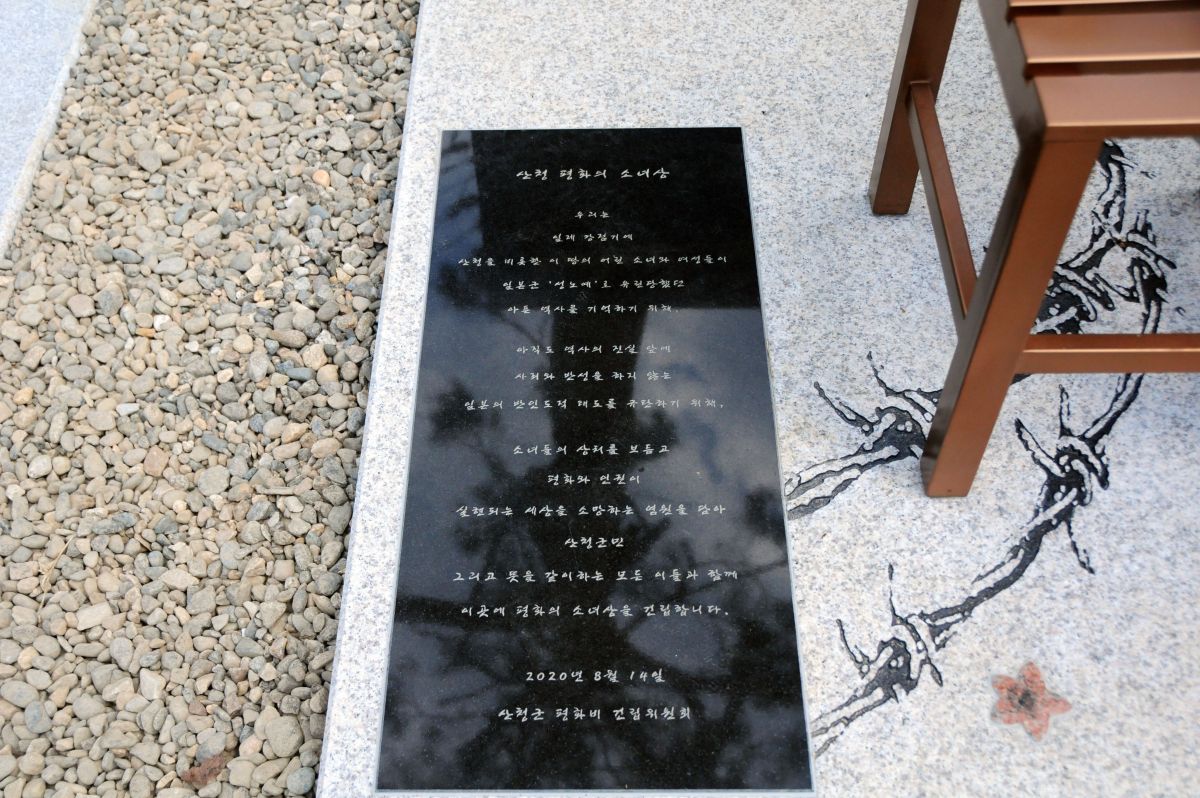 산청 평화의 소녀상
우리는
일제 강점기에
산청을 비롯한 이 땅의 어린 소녀와 여성들이
일본군 '성노예'로 유린당했던
아픈 역사를 기억하기 위해,
아직도 역사의 진실 앞에
사죄와 반성을 하지 않는
일본의 반인도적 태도를 규탄하기 위해,
소녀들의 상처를 보듬고
평화와 인권이
실현되는 세상을 소망하는 염원을 담아
산청군민
그리고 뜻을 같이하는 모든 이들과 함께
이곳에 평화의 소녀상을 건립합니다.
2020년 8월 14일
산청군 평화비 건립위원회